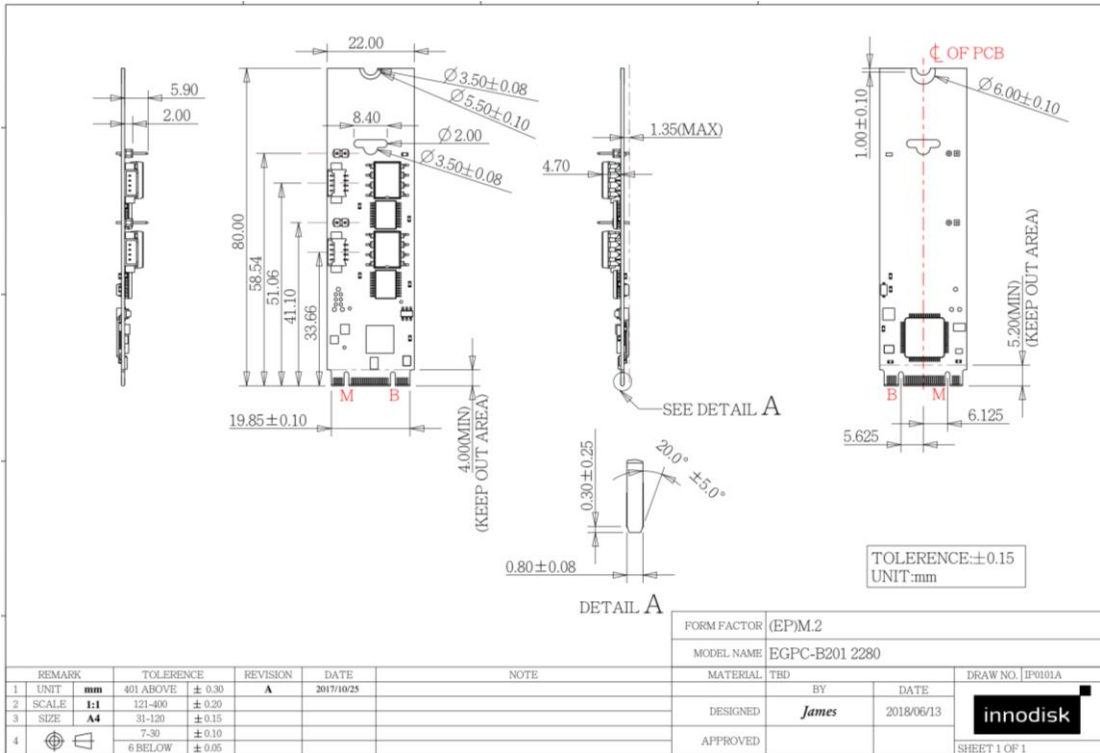 22.00
℄ OF PCB
Ø3.50±0.08
Ø5.50±0.10
Ø6.00±0.10
5.90
2.00
8.40
Ø2.00
Ø3.50±0.08
1.35(MAX)
4.70
1.00±0.10
80.00
58.54
51.06
41.10
33.66
5.20(MIN)
(KEEP OUT AREA)
M B
B M
19.85±0.10
4.00(MIN)
(KEEP OUT AREA)
SEE DETAIL A
6.125
5.625
0.30±0.25
20.0° ±5.0°
0.80±0.08
DETAIL A
TOLERENCE:±0.15
UNIT:mm
FORM FACTOR (EP)M.2
MODEL NAME EGPC-B201 2280
REMARK TOLERENCE REVISION DATE NOTE MATERIAL TBD DRAW NO. IP0101A
1 UNIT mm 401 ABOVE ± 0.30 A 2017/10/25 BY DATE
2 SCALE 1:1 121-400 ± 0.20 DESIGNED James 2018/06/13 innodisk
3 SIZE A4 31-120 ± 0.15
4 7-30 ± 0.10 APPROVED
6 BELOW ± 0.05 SHEET 1 OF 1